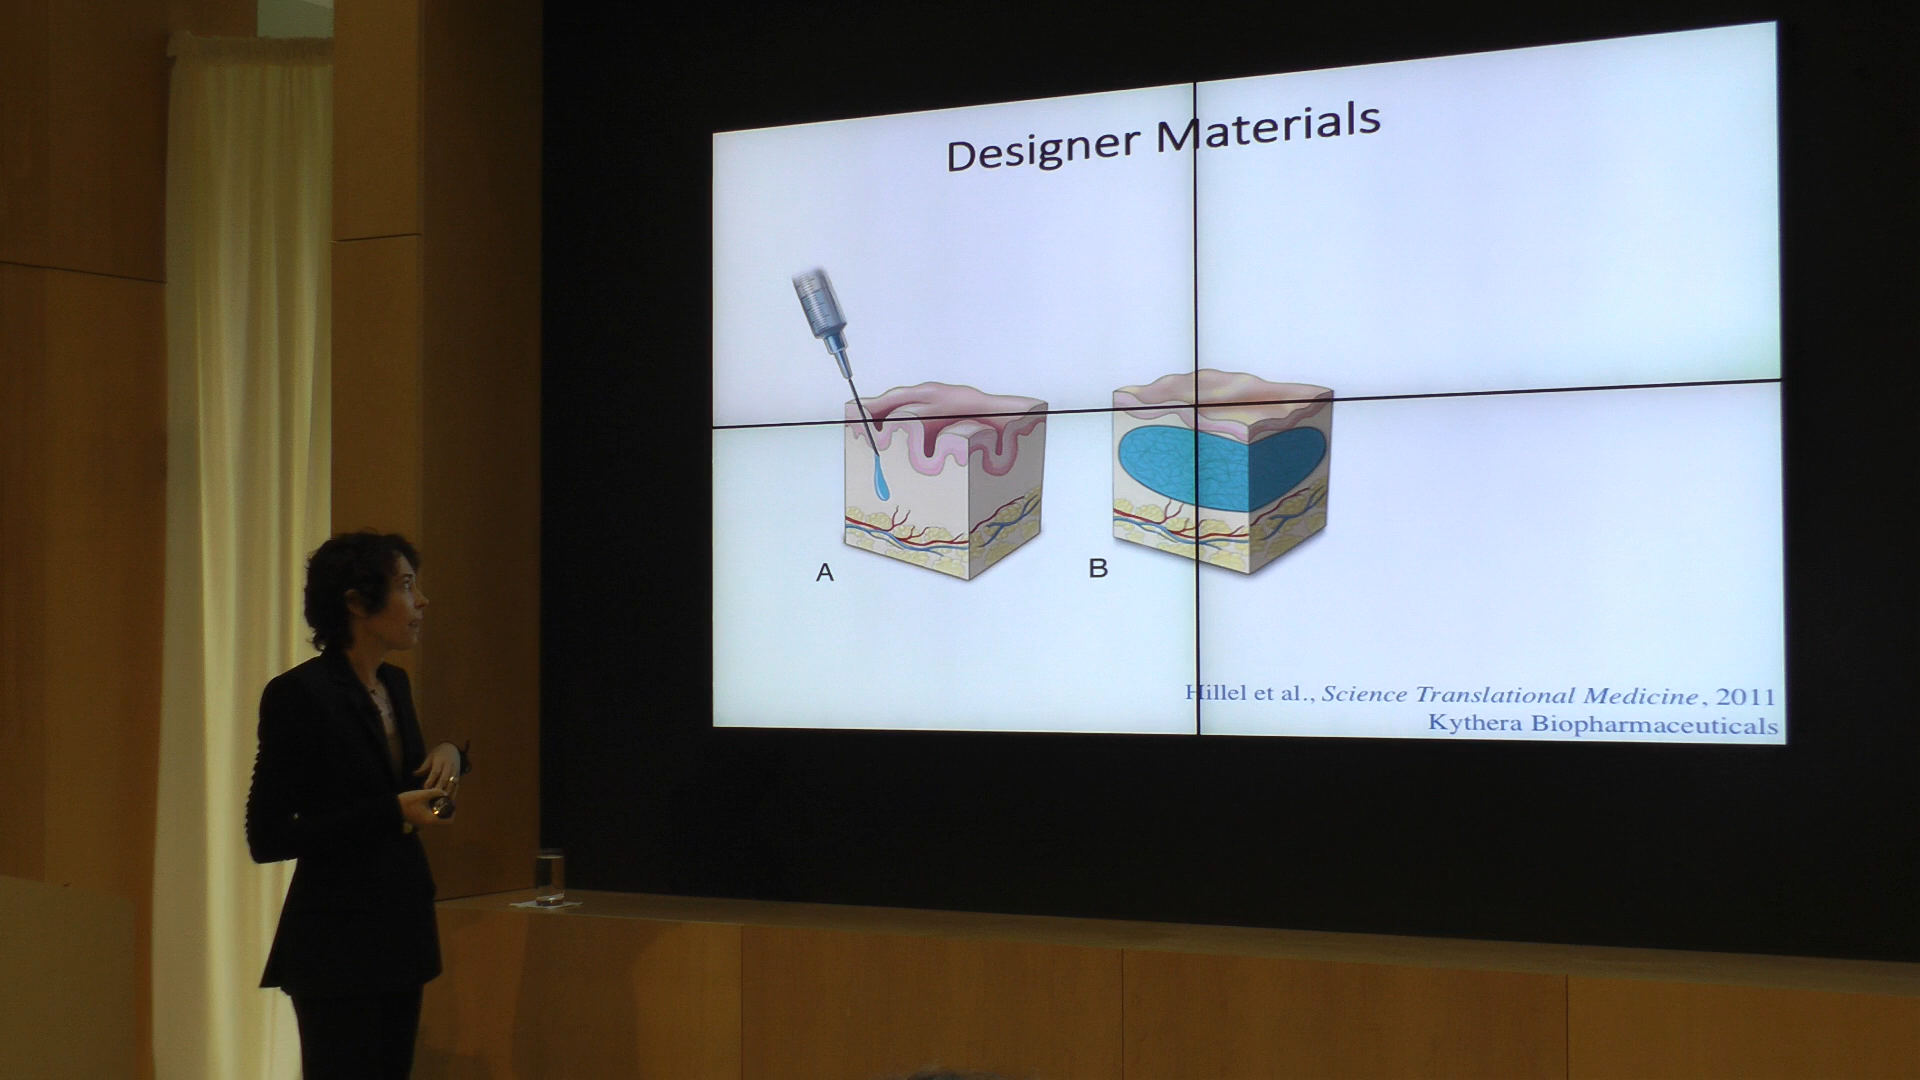 Designer Materials
A
B
Hillel et al., Science Translational Medicine, 2011
Kythera Biopharmaceuticals